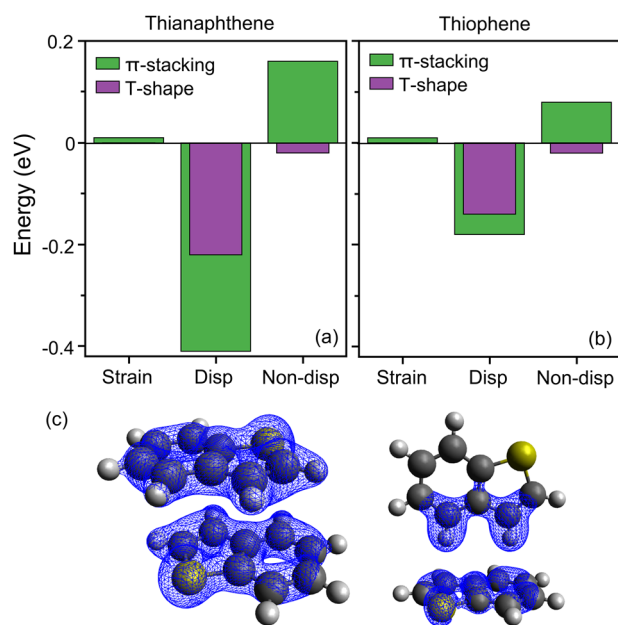 Thianaphthene
Thiophene
0.2
0
-0.2
-0.4
Energy (eV)
π-stacking
T-shape
(a)
π-stacking
T-shape
(b)
Strain Disp Non-disp
Strain Disp Non-disp
(c)